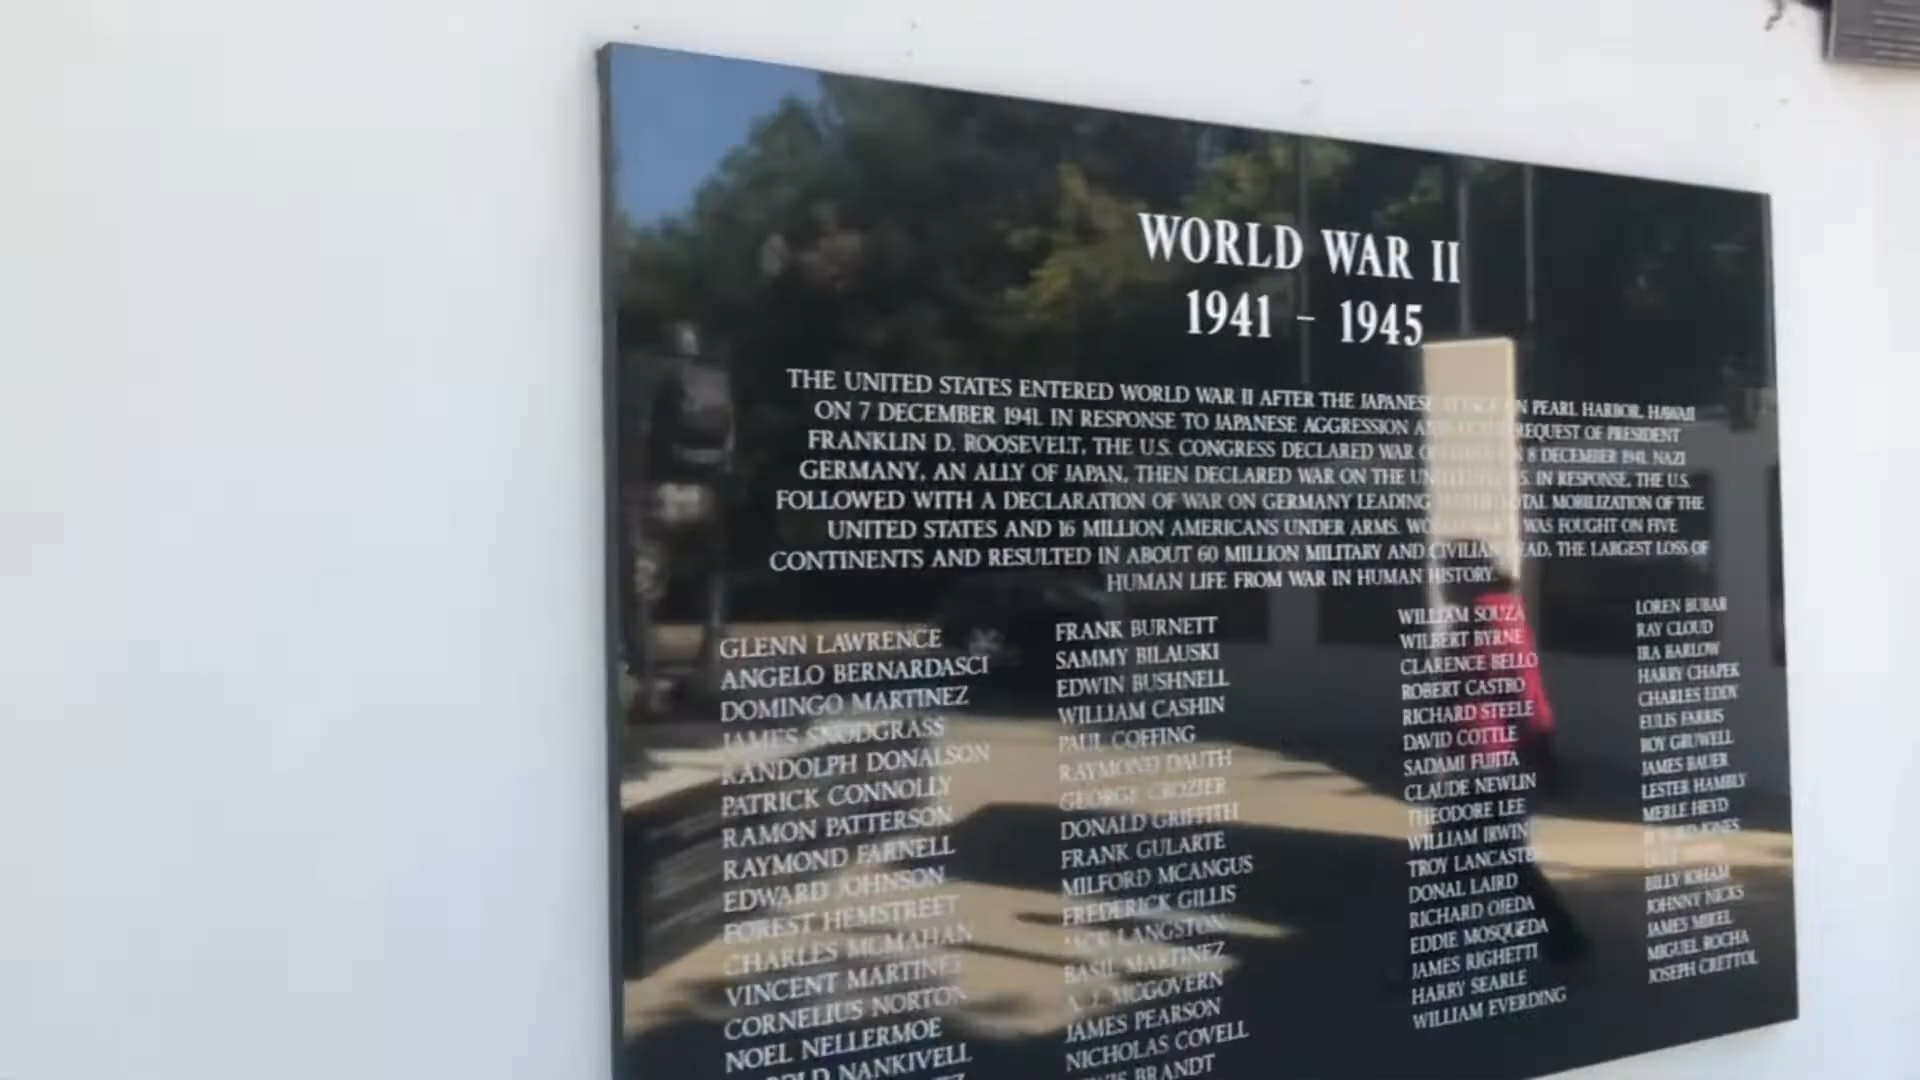 WORLD WAR II
1941 - 1945
THE UNITED STATES ENTERED WORLD WAR II AFTER THE JAPANESE ATTACK ON PEARL HARBOR, HAWAII
ON 7 DECEMBER 1941. IN RESPONSE TO JAPANESE AGGRESSION REQUEST OF PRESIDENT
FRANKLIN D. ROOSEVELT, THE U.S. CONGRESS DECLARED WAR 8 DECEMBER 1941. NAZI
GERMANY, AN ALLY OF JAPAN, THEN DECLARED WAR ON THE IN RESPONSE, THE U.S.
FOLLOWED WITH A DECLARATION OF WAR ON GERMANY LEADING TOTAL MOBILIZATION OF THE
UNITED STATES AND 16 MILLION AMERICANS UNDER ARMS. WAS FOUGHT ON FIVE
CONTINENTS AND RESULTED IN ABOUT 60 MILLION MILITARY AND CIVILIAN DEAD, THE LARGEST LOSS OF
HUMAN LIFE FROM WAR IN HUMAN HISTORY.
GLENN LAWRENCE
ANGELO BERNARDASCI
DOMINGO MARTINEZ
JAMES SNODGRASS
RANDOLPH DONALSON
PATRICK CONNOLLY
RAMON PATTERSON
RAYMOND FARNELL
EDWARD JOHNSON
FOREST HEMSTREET
CHARLES MCMAHAN
VINCENT MARTINEZ
CORNELIUS NORTON
NOEL NELLERMOE
NANKIVELL
FRANK BURNETT
SAMMY BILAUSKI
EDWIN BUSHNELL
WILLIAM CASHIN
PAUL COFFING
RAYMOND DAUTH
GEORGE CROZIER
DONALD GRIFFITH
FRANK GULARTE
MILFORD MCANGUS
FREDERICK GILLIS
LANGSTON
BASIL MARTINEZ
MCGOVERN
JAMES PEARSON
NICHOLAS COVELL
BRANDT
WILLIAM SOUZA
WILBERT BYRNE
CLARENCE BELLO
ROBERT CASTRO
RICHARD STEELE
DAVID COTTLE
SADAMI FUJITA
CLAUDE NEWLIN
THEODORE LEE
WILLIAM IRWIN
TROY LANCASTER
DONAL LAIRD
RICHARD OJEDA
EDDIE MOSQUEDA
JAMES RIGHETTI
HARRY SEARLE
WILLIAM EVERDING
LOREN BUBAR
RAY CLOUD
IRA BARLOW
HARRY CHAPEK
CHARLES EDDY
EULIS FARRIS
ROY GRUWELL
JAMES BAUER
LESTER HAMBLY
MERLE HEYD
JONES
BILLY IOHAM
JOHNNY NICKS
JAMES MIKEL
MIGUEL ROCHA
JOSEPH CRETTOL